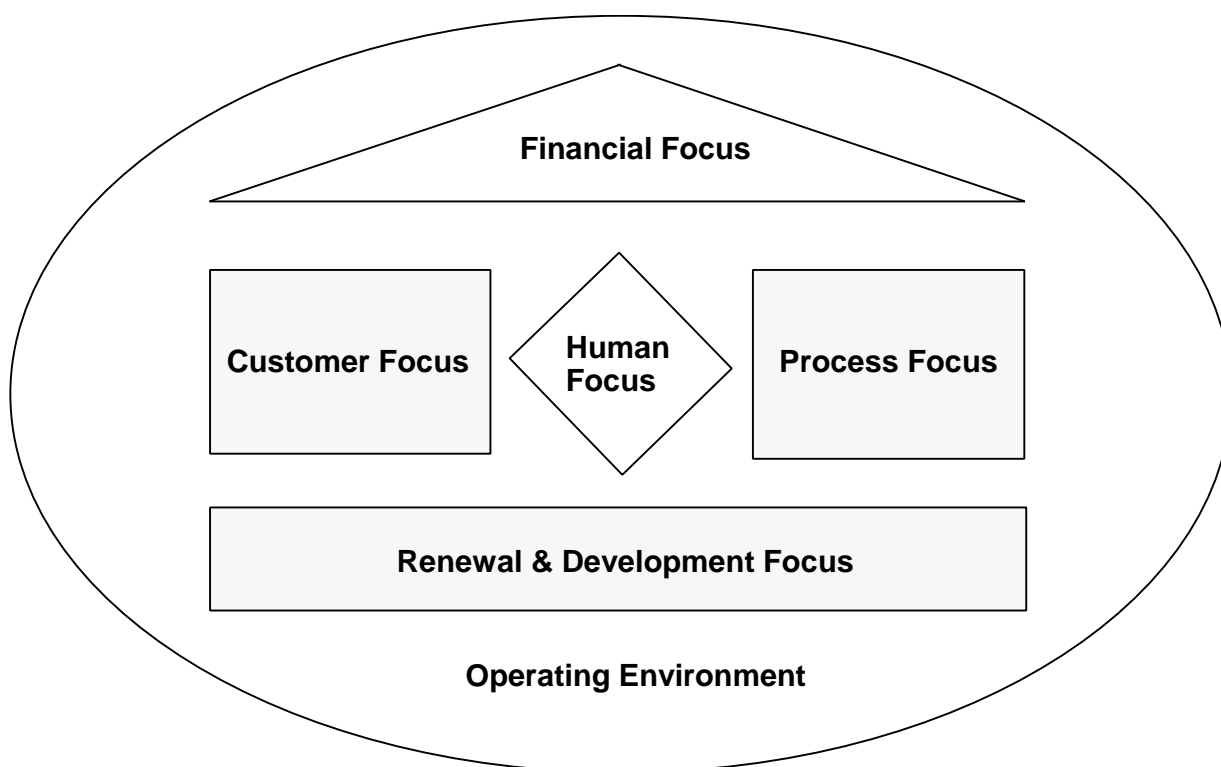 Financial Focus
Customer Focus
Human
Focus
Process Focus
Renewal & Development Focus
Operating Environment